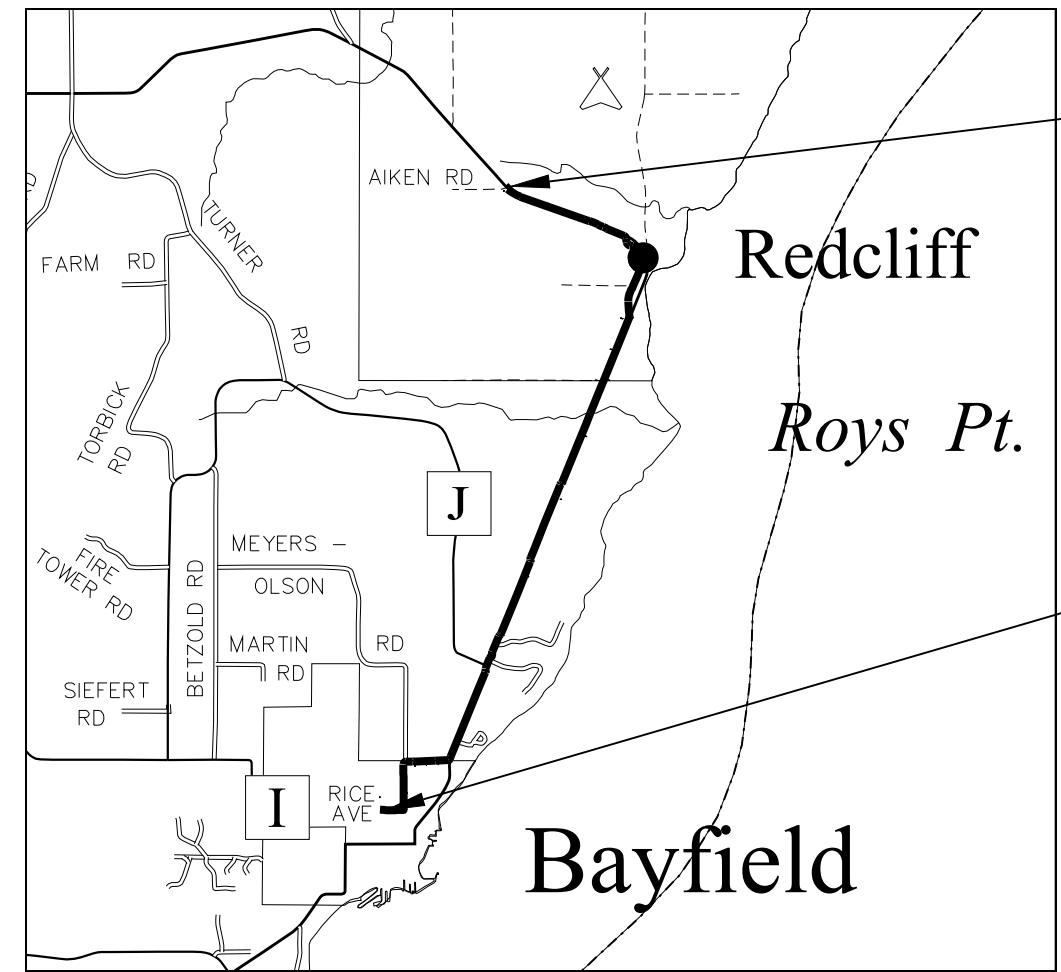 AIKEN RD
TURNER
RD
FARM RD
Redcliff
TORBICK
RD
Roys Pt.
J
MEYERS –
OLSON
RD
FIRE
TOWER RD
BETZOLD RD
MARTIN
RD
SIEFERT
RD
I
RICE
AVE
Bayfield